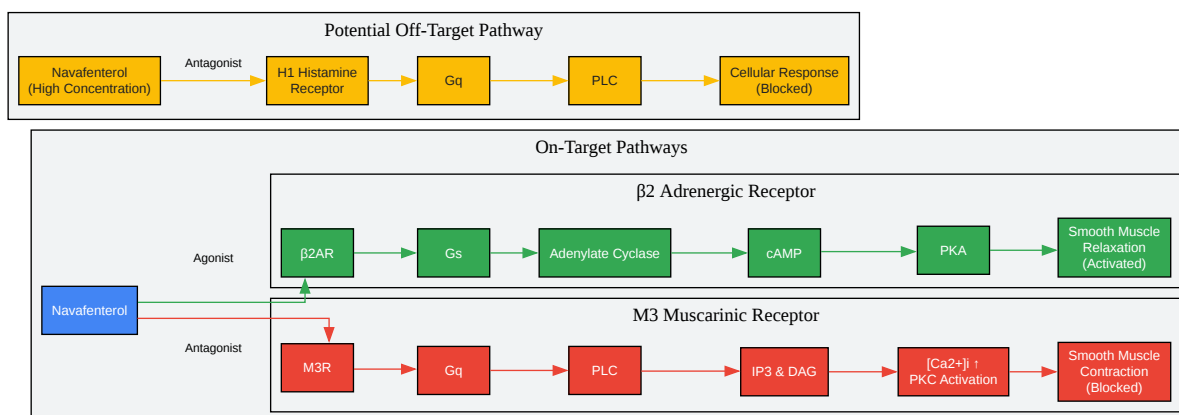 Potential Off-Target Pathway
Navafenterol
(High Concentration)
Antagonist
H1 Histamine
Receptor
Gq
PLC
Cellular Response
(Blocked)
On-Target Pathways
β2 Adrenergic Receptor
Agonist
β2AR
Gs
Adenylate Cyclase
cAMP
PKA
Smooth Muscle
Relaxation
(Activated)
Navafenterol
M3 Muscarinic Receptor
Antagonist
M3R
Gq
PLC
IP3 & DAG
[Ca2+]i ↑
PKC Activation
Smooth Muscle
Contraction
(Blocked)